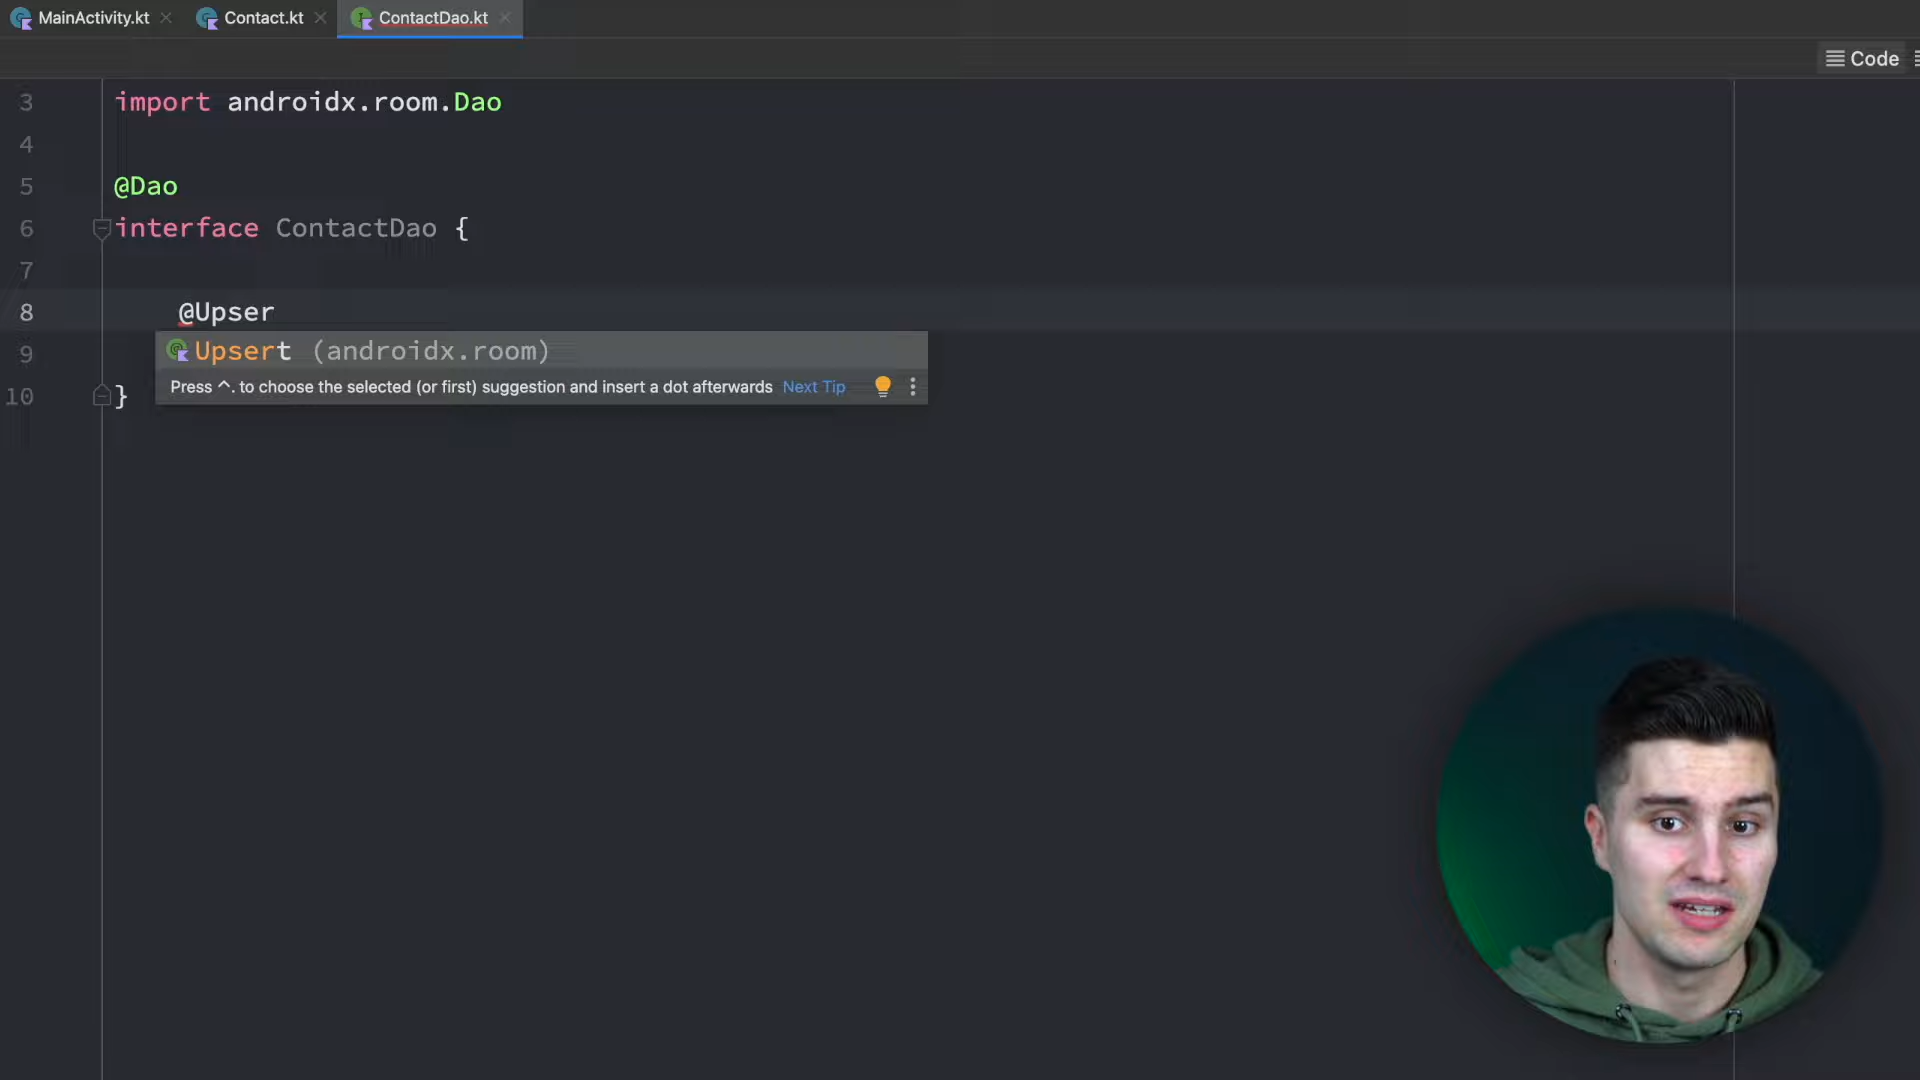 MainActivity.kt
Contact.kt
ContactDao.kt
Code
3 import androidx.room.Dao
4
5 @Dao
6 interface ContactDao {
7
8 @Upser
Upsert (androidx.room)
9
Press ^. to choose the selected (or first) suggestion and insert a dot afterwards Next Tip
10 }